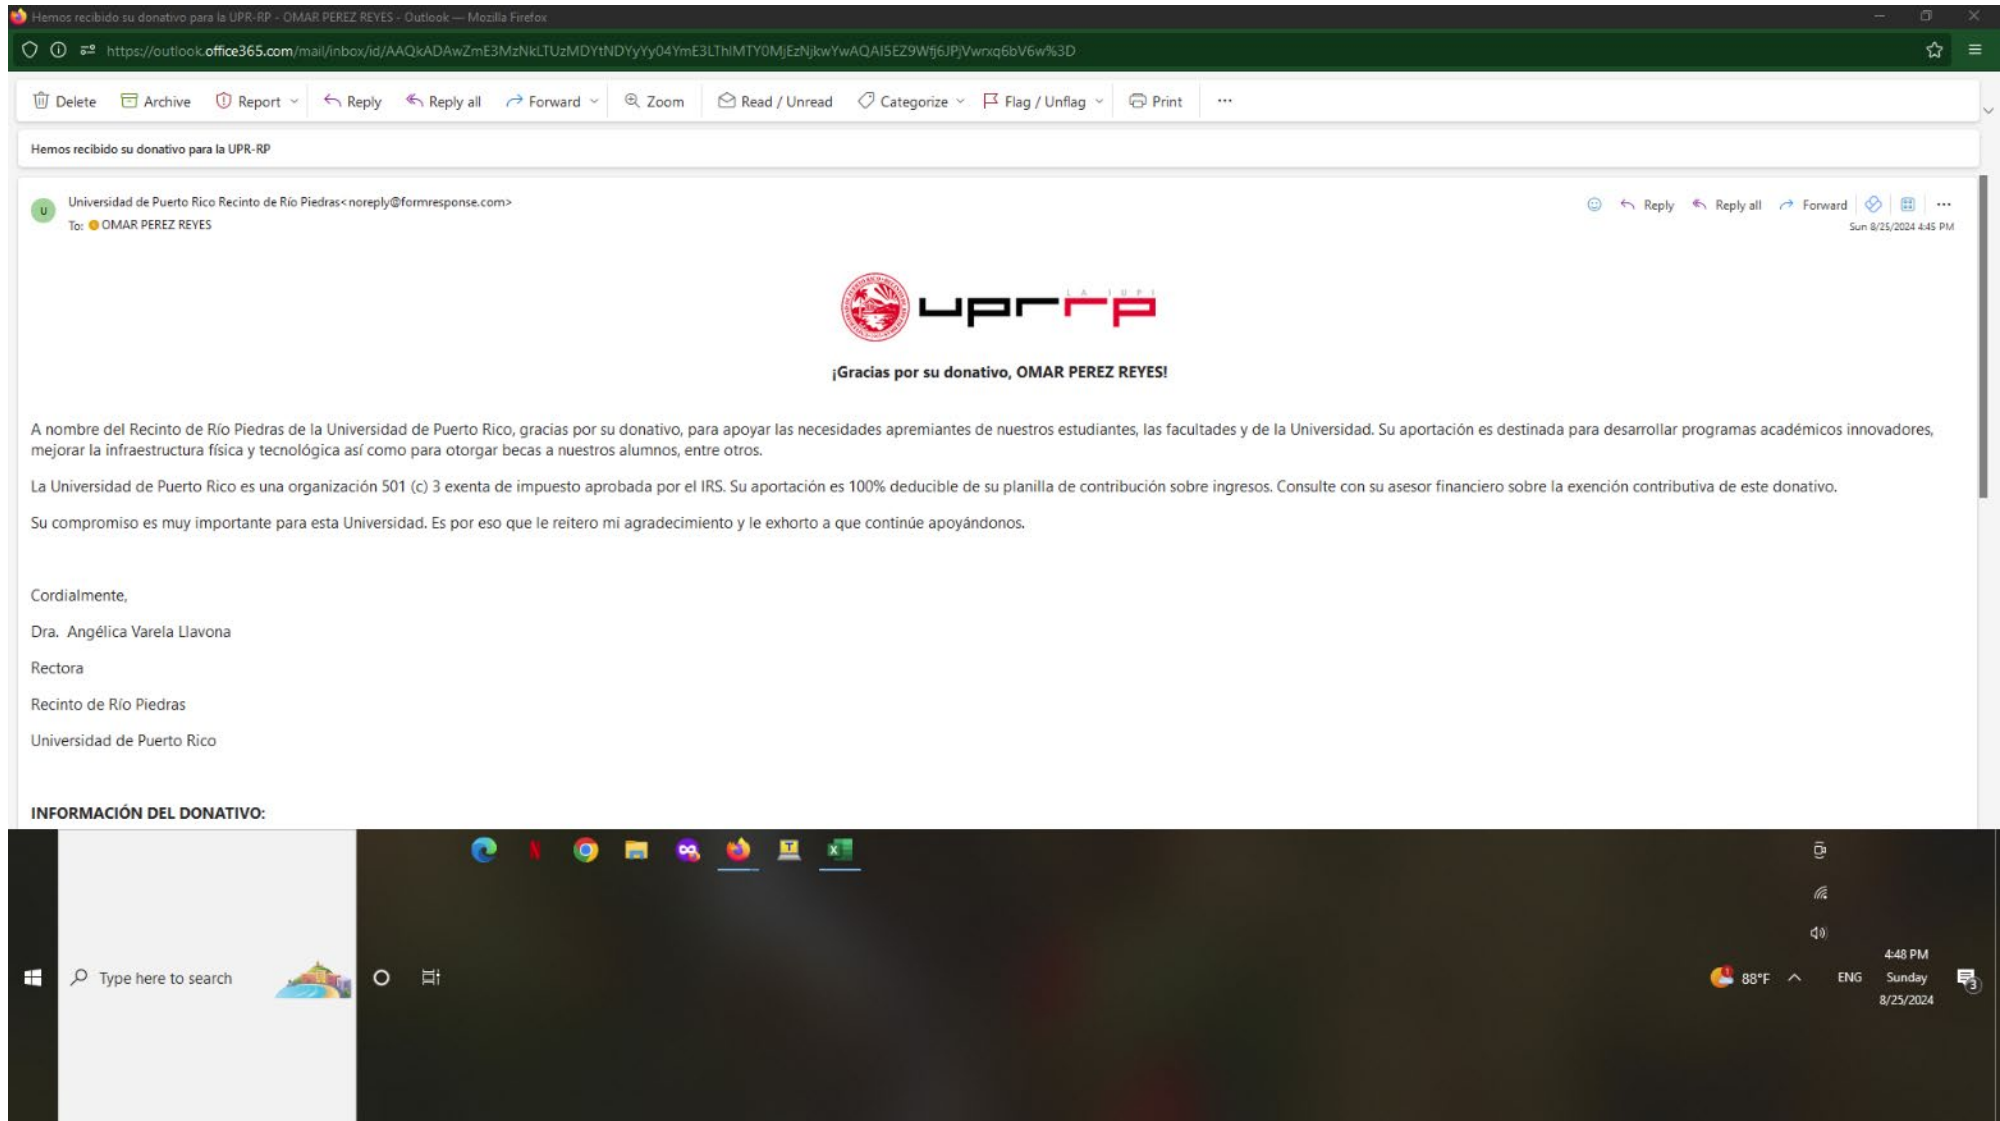 Hemos recibido su donativo para la UPR-RP - OMAR PEREZ REYES - Outlook — Mozilla Firefox
Delete Archive Report Reply Reply all Forward Zoom Read / Unread Categorize Flag / Unflag Print ...
Hemos recibido su donativo para la UPR-RP
U
Universidad de Puerto Rico Recinto de Río Piedras<noreply@formresponse.com>
Reply Reply all Forward ...
To: OMAR PEREZ REYES
Sun 8/25/2024 4:45 PM
LA IUPI
uprrp
¡Gracias por su donativo, OMAR PEREZ REYES!
A nombre del Recinto de Río Piedras de la Universidad de Puerto Rico, gracias por su donativo, para apoyar las necesidades apremiantes de nuestros estudiantes, las facultades y de la Universidad. Su aportación es destinada para desarrollar programas académicos innovadores,
mejorar la infraestructura física y tecnológica así como para otorgar becas a nuestros alumnos, entre otros.
La Universidad de Puerto Rico es una organización 501 (c) 3 exenta de impuesto aprobada por el IRS. Su aportación es 100% deducible de su planilla de contribución sobre ingresos. Consulte con su asesor financiero sobre la exención contributiva de este donativo.
Su compromiso es muy importante para esta Universidad. Es por eso que le reitero mi agradecimiento y le exhorto a que continúe apoyándonos.
Cordialmente,
Dra. Angélica Varela Llavona
Rectora
Recinto de Río Piedras
Universidad de Puerto Rico
INFORMACIÓN DEL DONATIVO:
Type here to search
88°F
ENG
4:48 PM
Sunday
8/25/2024
3